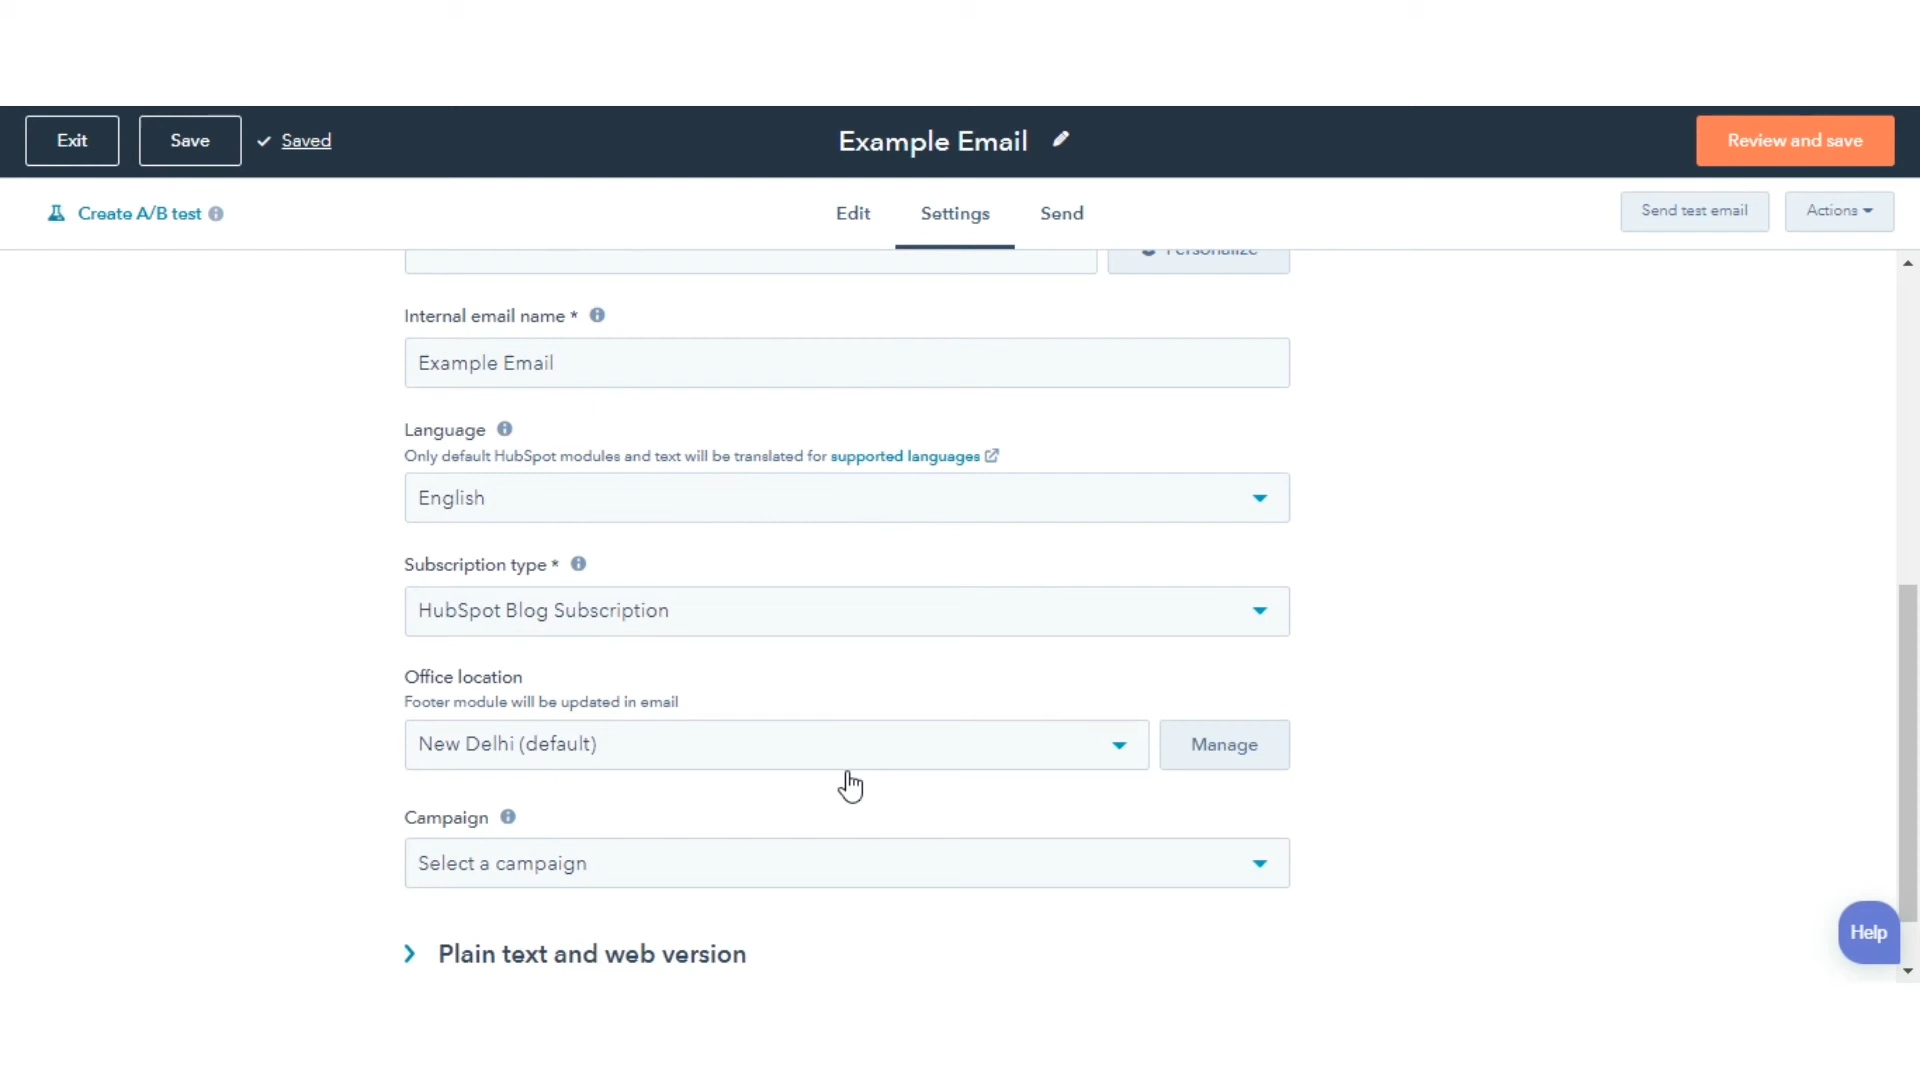 Exit
Save
Saved
Example Email
Review and save
Create A/B test
Edit
Settings
Send
Send test email
Actions
Personalize
Internal email name *
Example Email
Language
Only default HubSpot modules and text will be translated for supported languages
English
Subscription type *
HubSpot Blog Subscription
Office location
Footer module will be updated in email
New Delhi (default)
Manage
Campaign
Select a campaign
Plain text and web version
Help